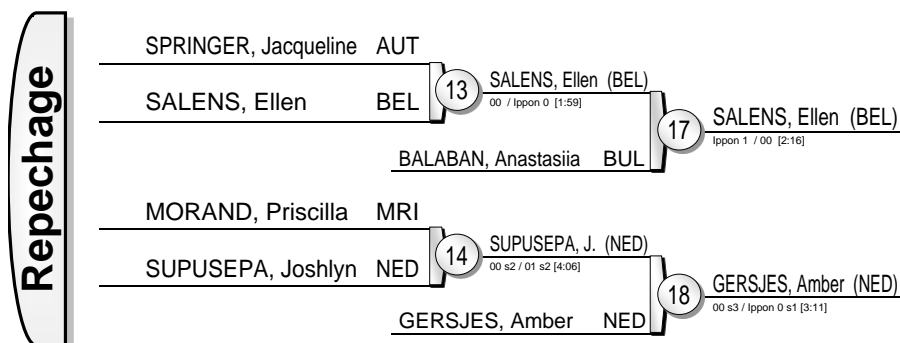 Repechage
SPRINGER, Jacqueline AUT
SALENS, Ellen BEL
13
SALENS, Ellen (BEL)
00 / Ippon 0 [1:59]
BALABAN, Anastasiia BUL
17
SALENS, Ellen (BEL)
Ippon 1 / 00 [2:16]
MORAND, Priscilla MRI
SUPUSEPA, Joshlyn NED
14
SUPUSEPA, J. (NED)
00 s2 / 01 s2 [4:06]
GERSJES, Amber NED
18
GERSJES, Amber (NED)
00 s3 / Ippon 0 s1 [3:11]